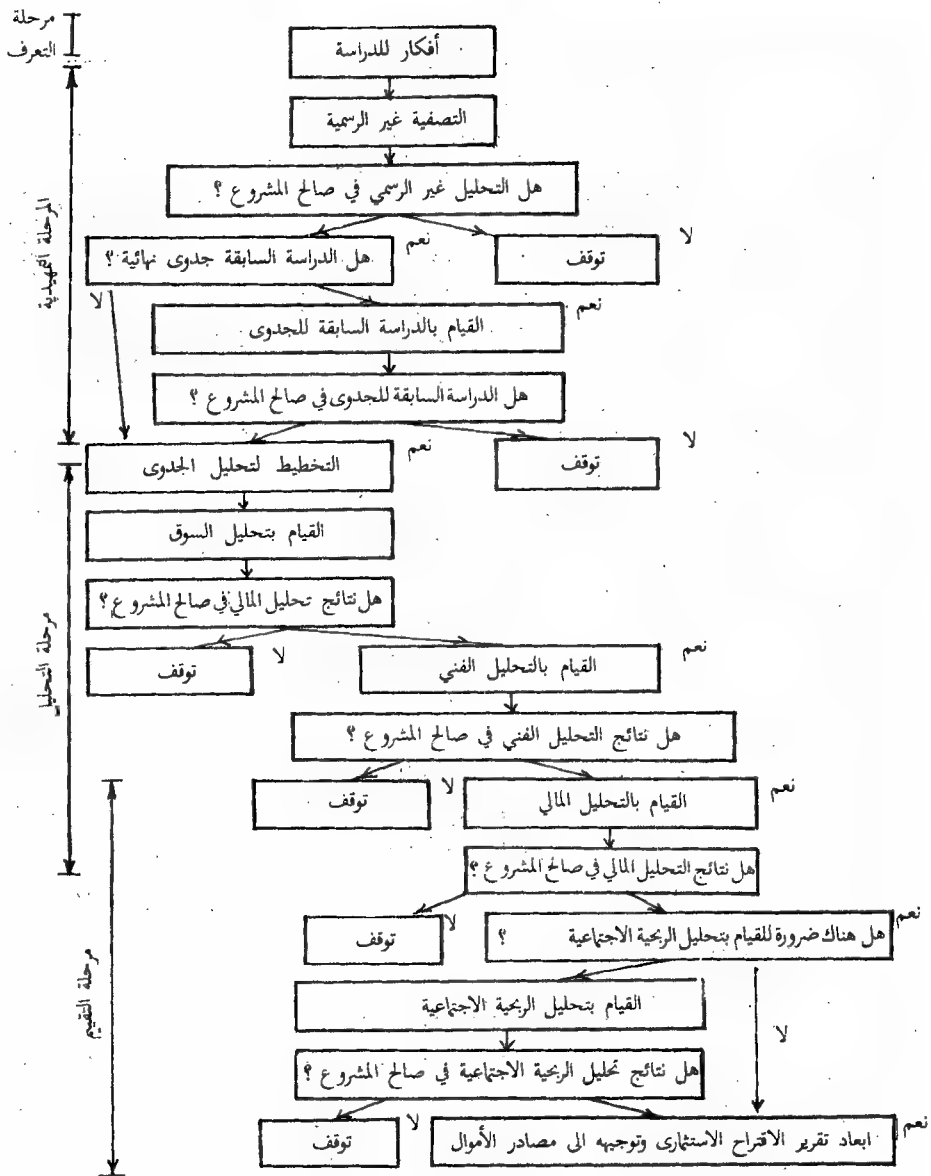 مرحلة
التعرف
أفكار للدراسة
التصفية غير الرسمية
هل التحليل غير الرسمي في صالح المشروع ؟
المرحلة التمهيدية
لا
توقف
نعم
هل الدراسة السابقة جدوى نهائية ؟
لا
نعم
القيام بالدراسة السابقة للجدوى
هل الدراسة السابقة للجدوى في صالح المشروع ؟
لا
توقف
نعم
التخطيط لتحليل الجدوى
القيام بتحليل السوق
هل نتائج تحليل المالي في صالح المشروع ؟
مرحلة التحليل
نعم
القيام بالتحليل الفني
لا
توقف
هل نتائج التحليل الفني في صالح المشروع ؟
نعم
القيام بالتحليل المالي
لا
توقف
هل نتائج التحليل المالي في صالح المشروع ؟
نعم
هل هناك ضرورة للقيام بتحليل الربحية الاجتماعية ؟
لا
توقف
مرحلة التقييم
القيام بتحليل الربحية الاجتماعية
لا
هل نتائج تحليل الربحية الاجتماعية في صالح المشروع ؟
نعم
ابعاد تقرير الاقتراح الاستثمارى وتوجيهه الى مصادر الأموال
لا
توقف